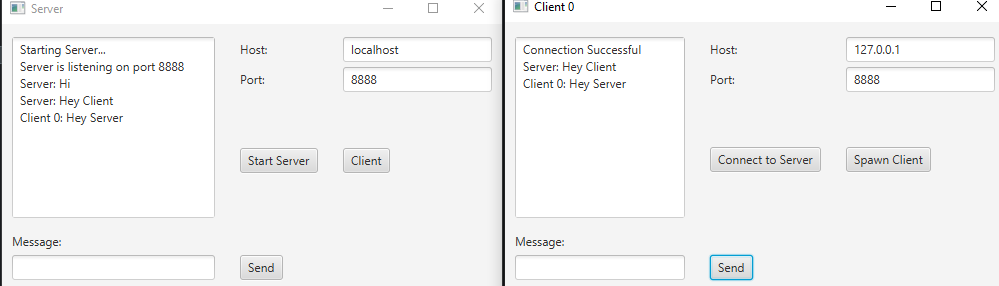 Server
Starting Server...
Server is listening on port 8888
Server: Hi
Server: Hey Client
Client 0: Hey Server
Host:
localhost
Port:
8888
Start Server
Client
Message:
Send
Client 0
Connection Successful
Server: Hey Client
Client 0: Hey Server
Host:
127.0.0.1
Port:
8888
Connect to Server
Spawn Client
Message:
Send